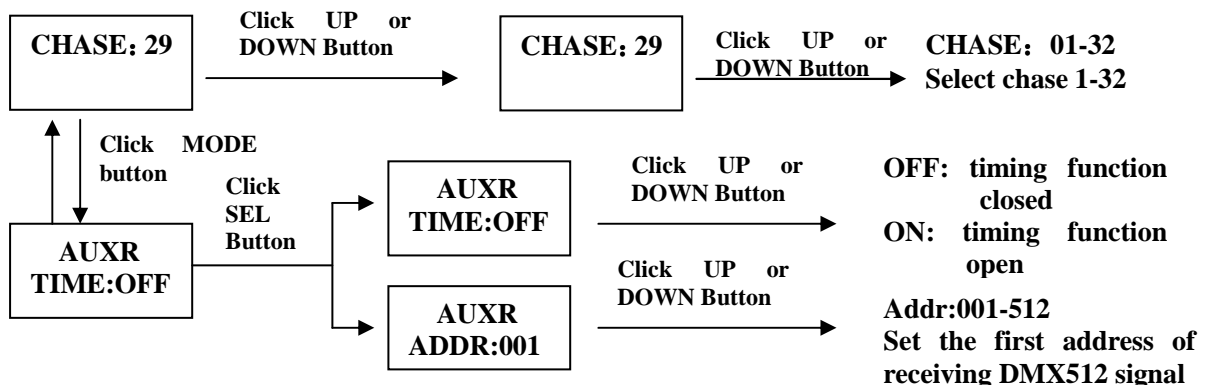 CHASE：29
Click UP or
DOWN Button
CHASE：29
Click UP or
DOWN Button
CHASE：01-32
Select chase 1-32
Click MODE
button
AUXR
TIME:OFF
Click
SEL
Button
AUXR
TIME:OFF
Click UP or
DOWN Button
OFF: timing function
closed
ON: timing function
open
AUXR
ADDR:001
Click UP or
DOWN Button
Addr:001-512
Set the first address of
receiving DMX512 signal